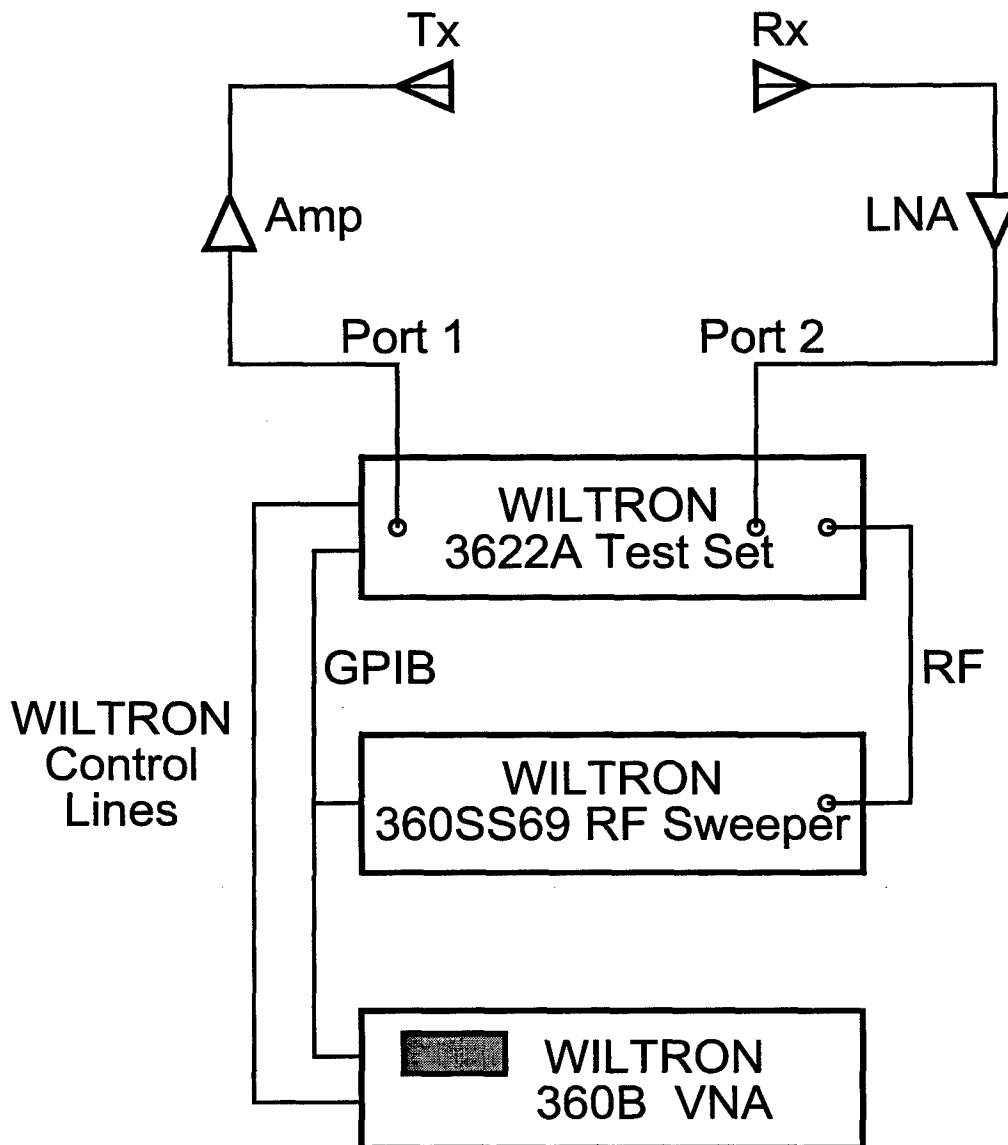 Tx
Rx
Amp
LNA
Port 1
Port 2
WILTRON
3622A Test Set
GPIB
RF
WILTRON
Control
Lines
WILTRON
360SS69 RF Sweeper
WILTRON
360B VNA